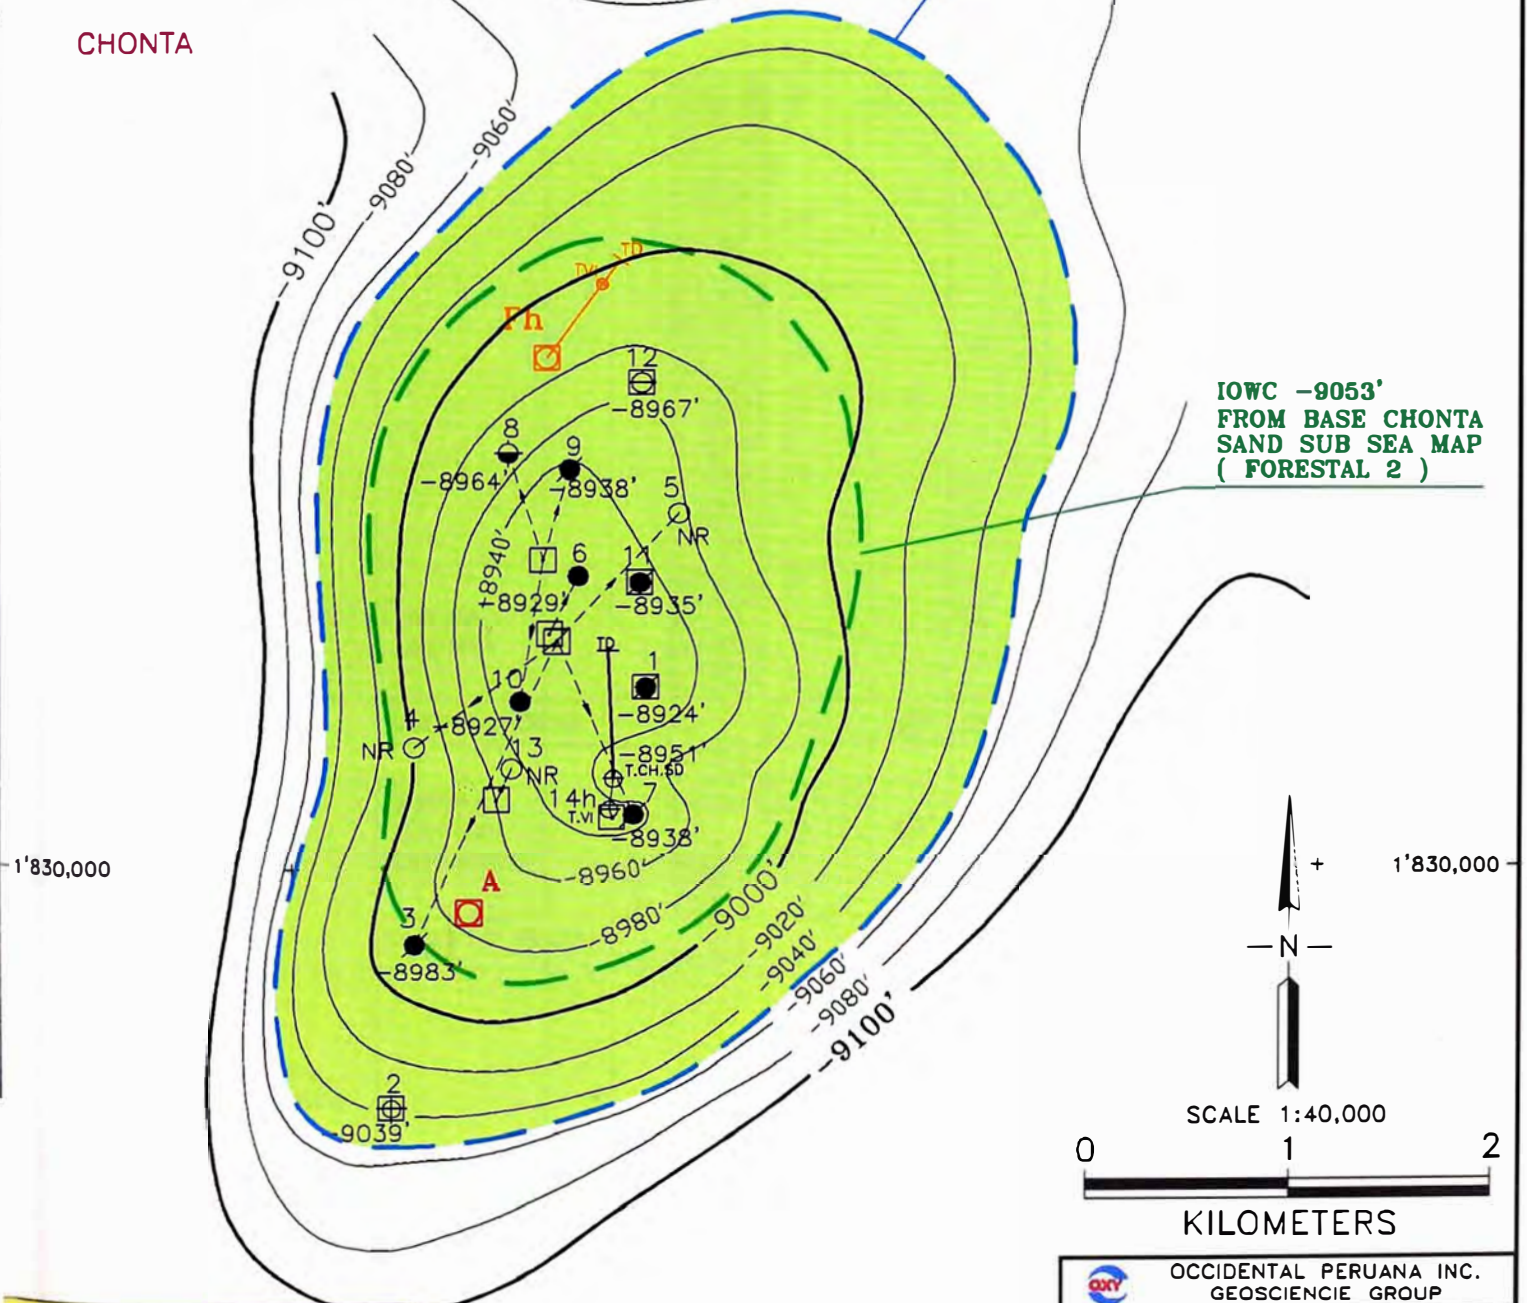 CHONTA
-9060'
-9080'
-9100'
TD
TVI
Fh
12
-8967'
IOWC -9053'
FROM BASE CHONTA
SAND SUB SEA MAP
( FORESTAL 2 )
8
9
-8964'
-8938'
5
NR
-8940'
6
11
-8929'
-8935'
TD
1
10
-8924'
4
-8927'
NR
13
NR
-8951'
T.CH.SD
14h
7
T.VI
-8938'
1'830,000
-8960'
1'830,000
A
-9000'
3
-8980'
-9020'
-8983'
-9040'
N
-9060'
-9080'
-9100'
2
-9039'
SCALE 1:40,000
0 1 2
KILOMETERS
OXY
OCCIDENTAL PERUANA INC.
GEOSCIENCIE GROUP